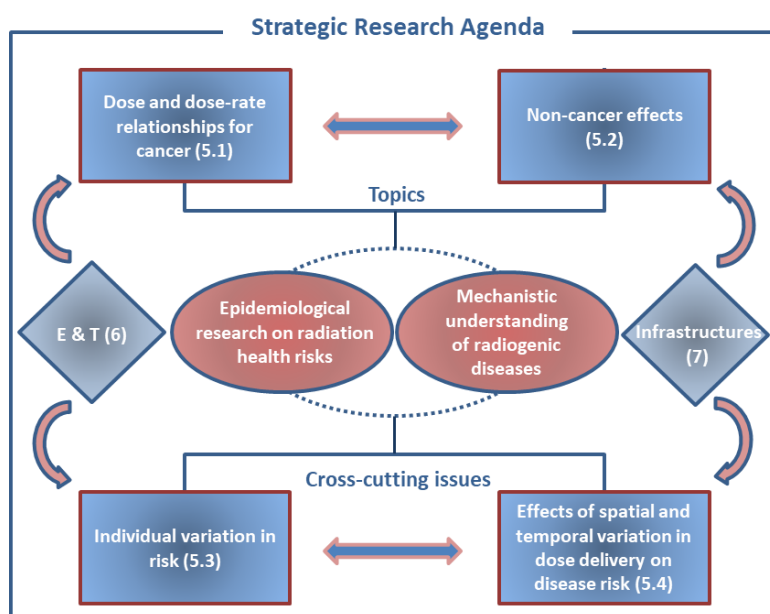 Strategic Research Agenda
Dose and dose-rate
relationships for
cancer (5.1)
Non-cancer effects
(5.2)
Topics
E & T (6)
Epidemiological
research on radiation
health risks
Mechanistic
understanding
of radiogenic
diseases
Infrastructures
(7)
Cross-cutting issues
Individual variation in
risk (5.3)
Effects of spatial and
temporal variation in
dose delivery on
disease risk (5.4)